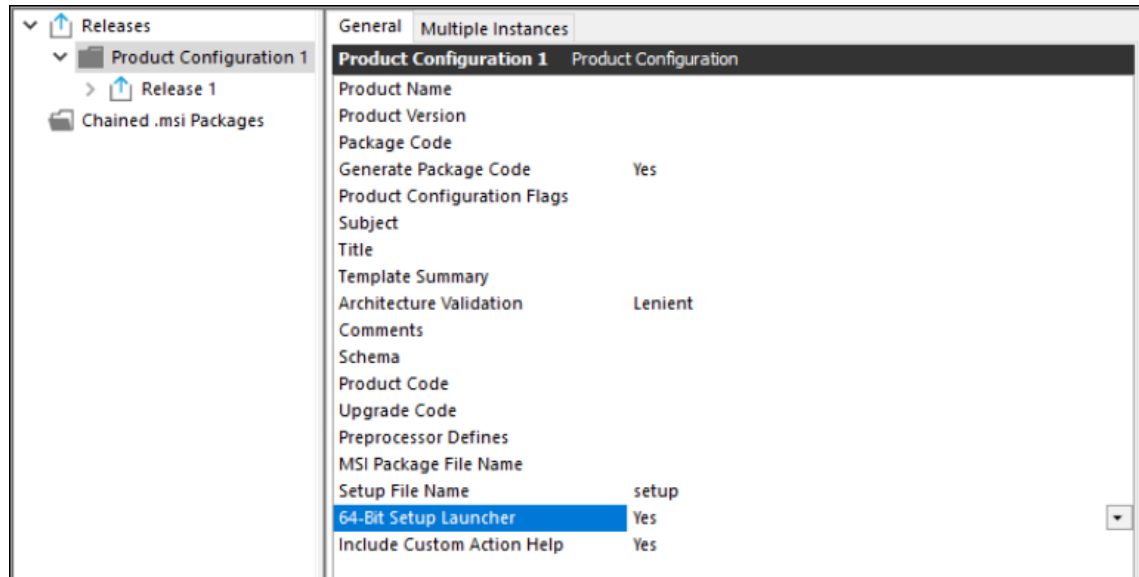 Releases
Product Configuration 1
Release 1
Chained .msi Packages
General Multiple Instances
Product Configuration 1 Product Configuration
Product Name
Product Version
Package Code
Generate Package Code Yes
Product Configuration Flags
Subject
Title
Template Summary
Architecture Validation Lenient
Comments
Schema
Product Code
Upgrade Code
Preprocessor Defines
MSI Package File Name
Setup File Name setup
64-Bit Setup Launcher Yes
Include Custom Action Help Yes